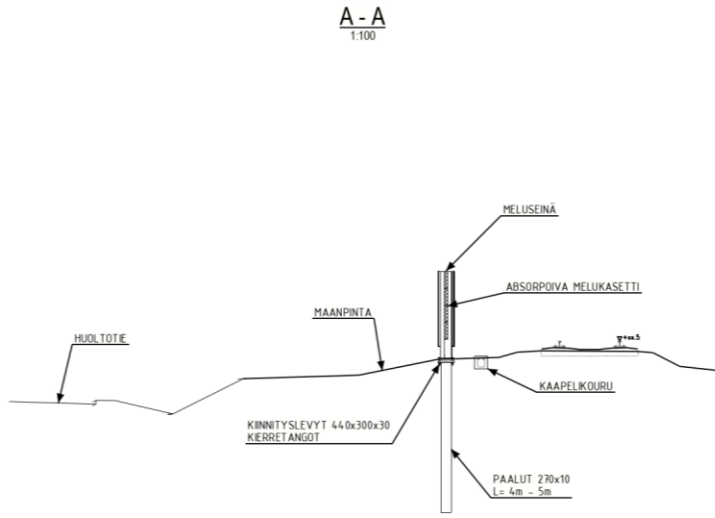 A - A
1:100
MELUSEINÄ
ABSORPOIVA MELUKASETTI
MAANPINTA
HUOLTOTIE
KAAPELIKOURU
KIINNITYSLEVYT 440x300x30
KIERRETANGOT
PAALUT 270x10
L= 4m - 5m